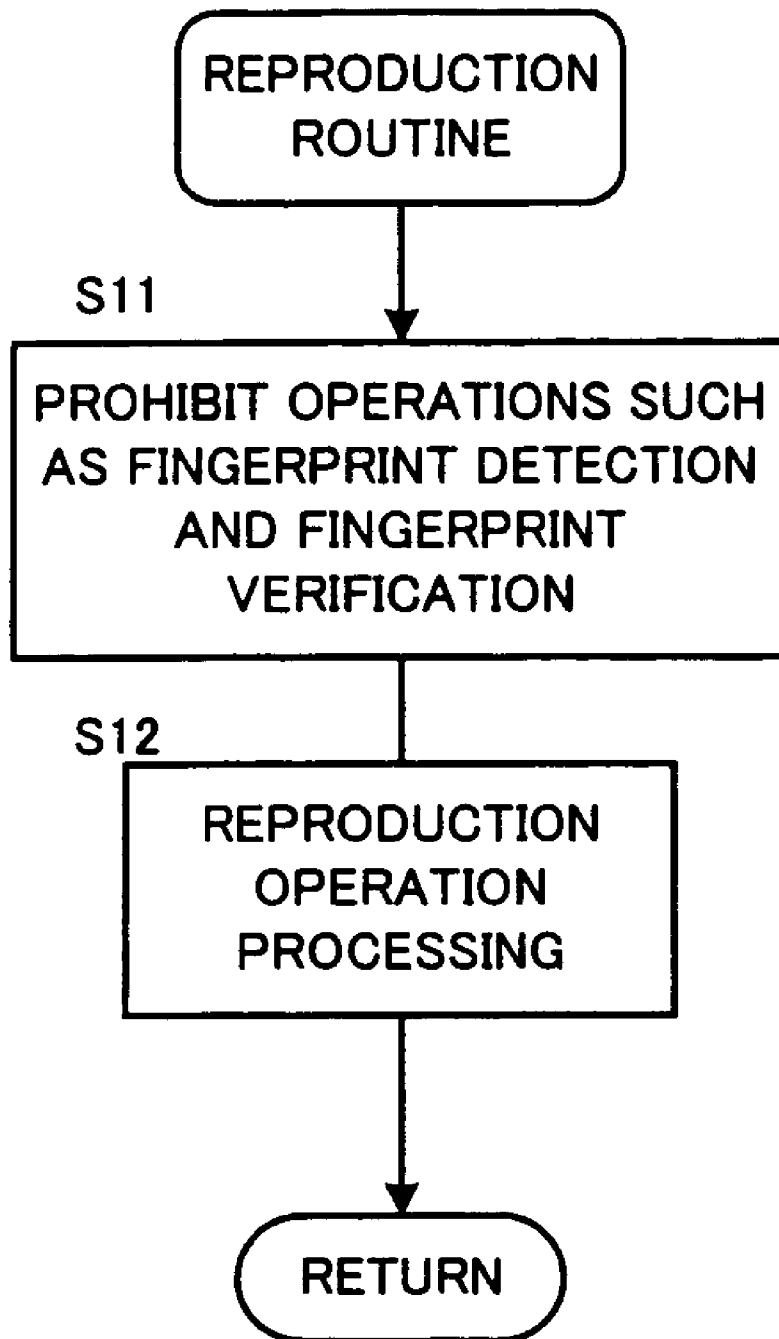 REPRODUCTION
ROUTINE
S11
PROHIBIT OPERATIONS SUCH
AS FINGERPRINT DETECTION
AND FINGERPRINT
VERIFICATION
S12
REPRODUCTION
OPERATION
PROCESSING
RETURN